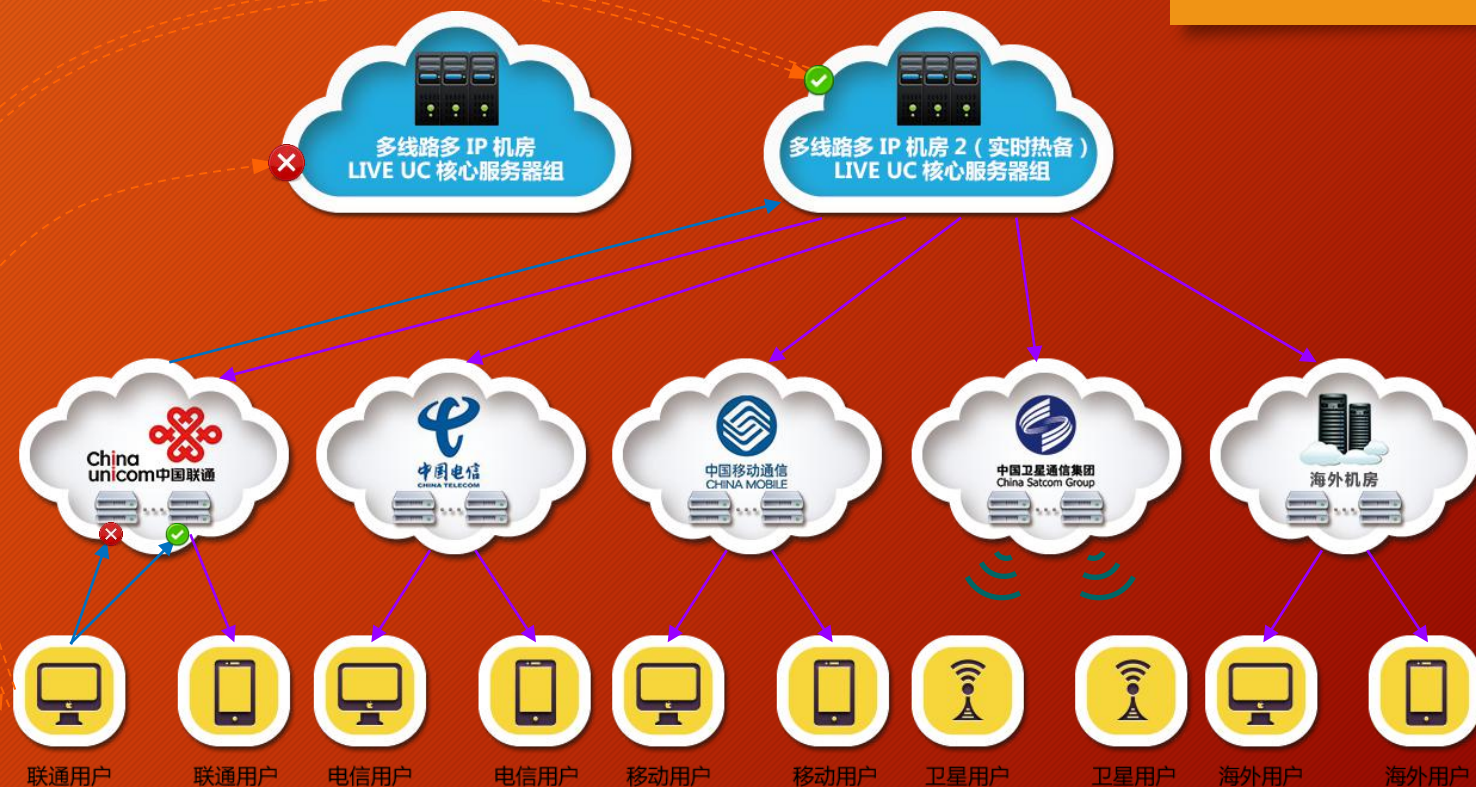 多线路多 IP 机房
LIVE UC 核心服务器组
多线路多 IP 机房 2（实时热备）
LIVE UC 核心服务器组
China
unicom中国联通
中国电信
CHINA TELECOM
中国移动通信
CHINA MOBILE
中国卫星通信集团
China Satcom Group
海外机房
联通用户
联通用户
电信用户
电信用户
移动用户
移动用户
卫星用户
卫星用户
海外用户
海外用户